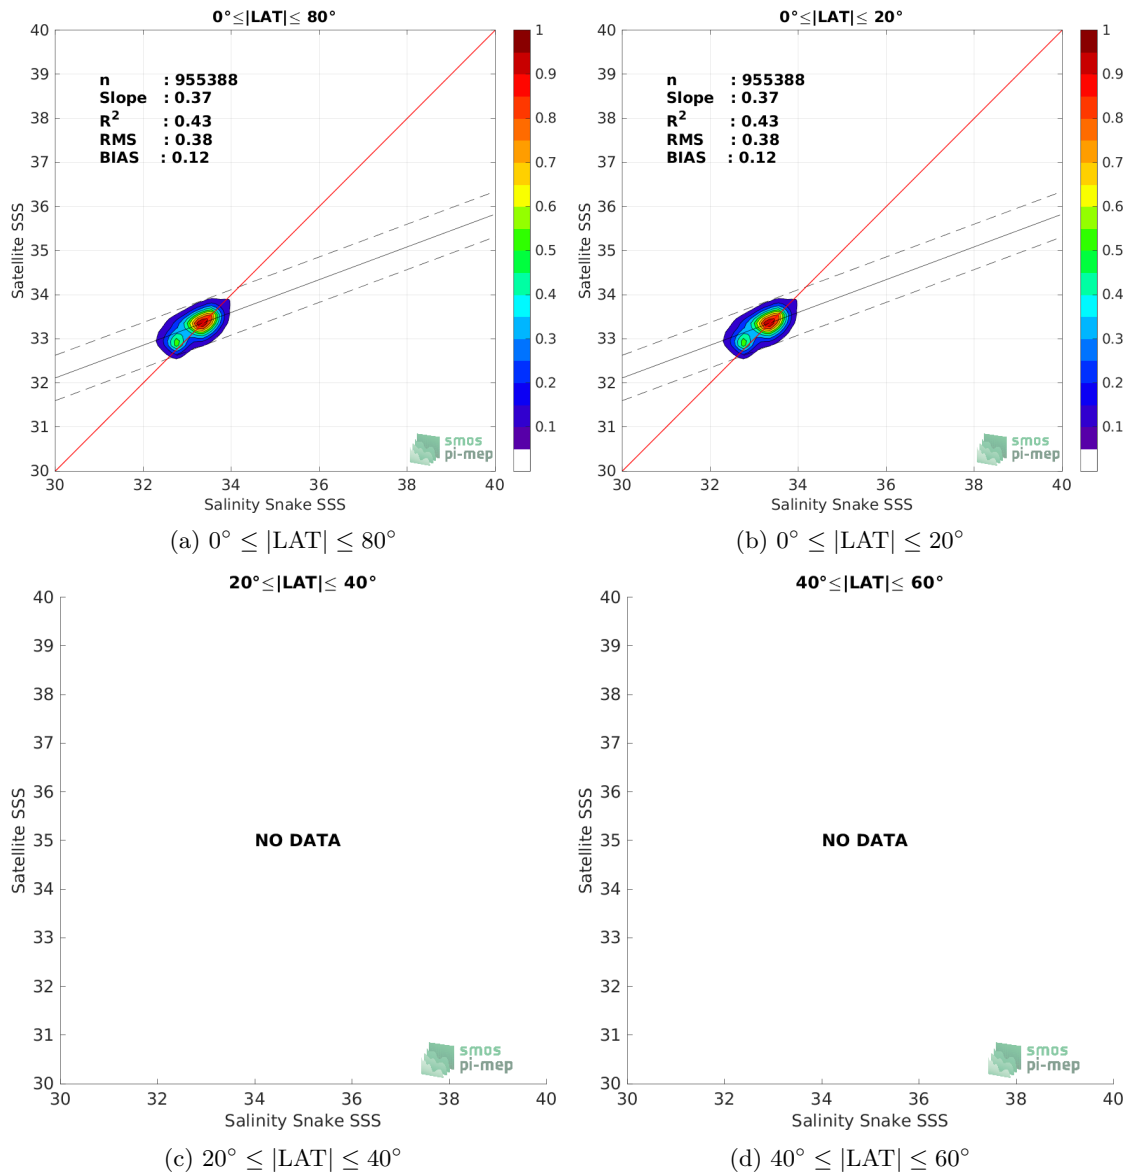 0°≤|LAT|≤ 80°
40
39
38
37
36
35
34
33
32
31
30
Satellite SSS
n : 955388
Slope : 0.37
R² : 0.43
RMS : 0.38
BIAS : 0.12
smos
pi-mep
30 32 34 36 38 40
Salinity Snake SSS
1
0.9
0.8
0.7
0.6
0.5
0.4
0.3
0.2
0.1
(a) 0° ≤ |LAT| ≤ 80°
0°≤|LAT|≤ 20°
40
39
38
37
36
35
34
33
32
31
30
Satellite SSS
n : 955388
Slope : 0.37
R² : 0.43
RMS : 0.38
BIAS : 0.12
smos
pi-mep
30 32 34 36 38 40
Salinity Snake SSS
1
0.9
0.8
0.7
0.6
0.5
0.4
0.3
0.2
0.1
(b) 0° ≤ |LAT| ≤ 20°
20°≤|LAT|≤ 40°
40
39
38
37
36
35
34
33
32
31
30
Satellite SSS
NO DATA
smos
pi-mep
30 32 34 36 38 40
Salinity Snake SSS
(c) 20° ≤ |LAT| ≤ 40°
40°≤|LAT|≤ 60°
40
39
38
37
36
35
34
33
32
31
30
Satellite SSS
NO DATA
smos
pi-mep
30 32 34 36 38 40
Salinity Snake SSS
(d) 40° ≤ |LAT| ≤ 60°